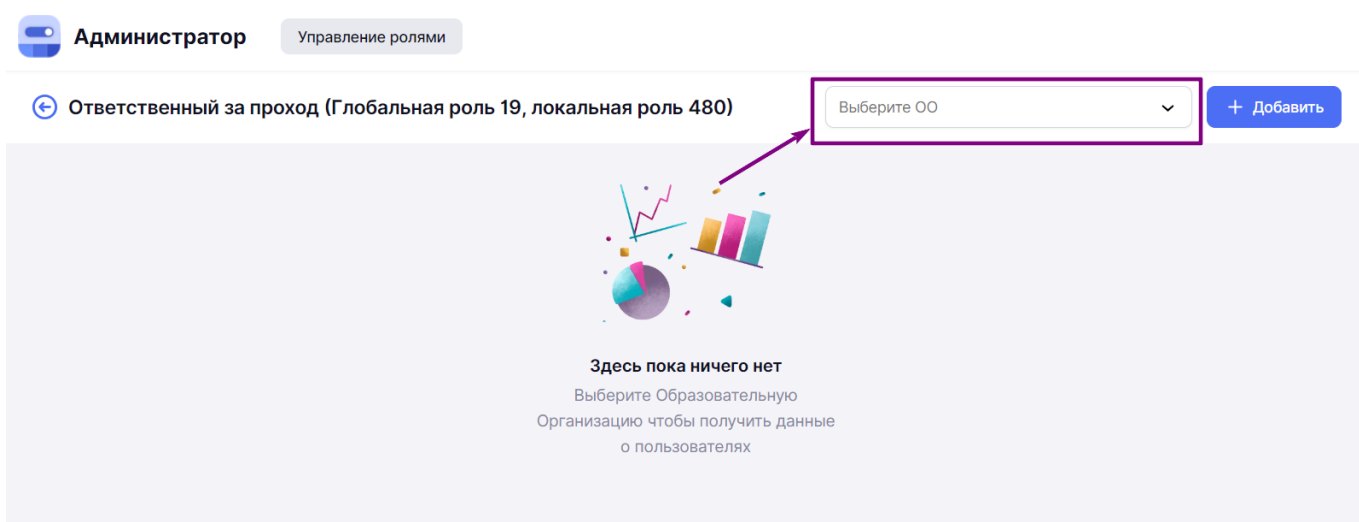 Администратор
Управление ролями
Ответственный за проход (Глобальная роль 19, локальная роль 480)
Выберите ОО
+ Добавить
Здесь пока ничего нет
Выберите Образовательную
Организацию чтобы получить данные
о пользователях